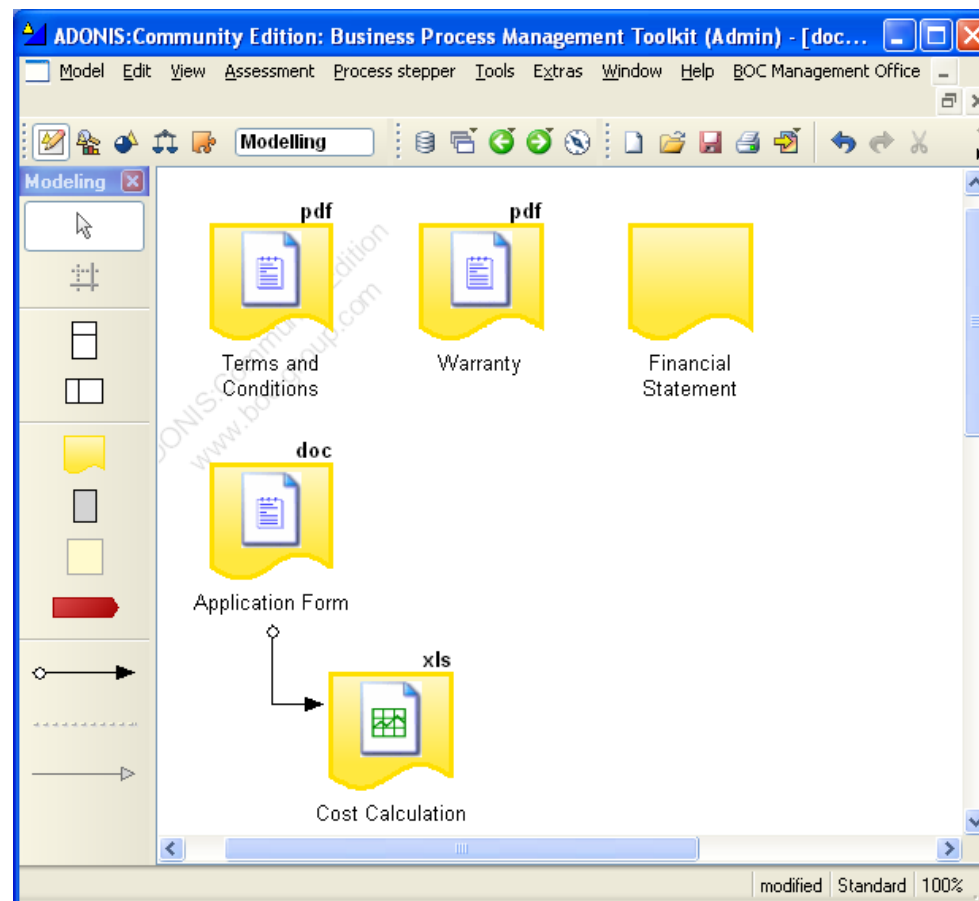 ADONIS:Community Edition: Business Process Management Toolkit (Admin) - [doc...
Model Edit View Assessment Process stepper Tools Extras Window Help BOC Management Office
Modelling
Modeling
pdf
Terms and
Conditions
pdf
Warranty
Financial
Statement
doc
Application Form
xls
Cost Calculation
modified Standard 100%